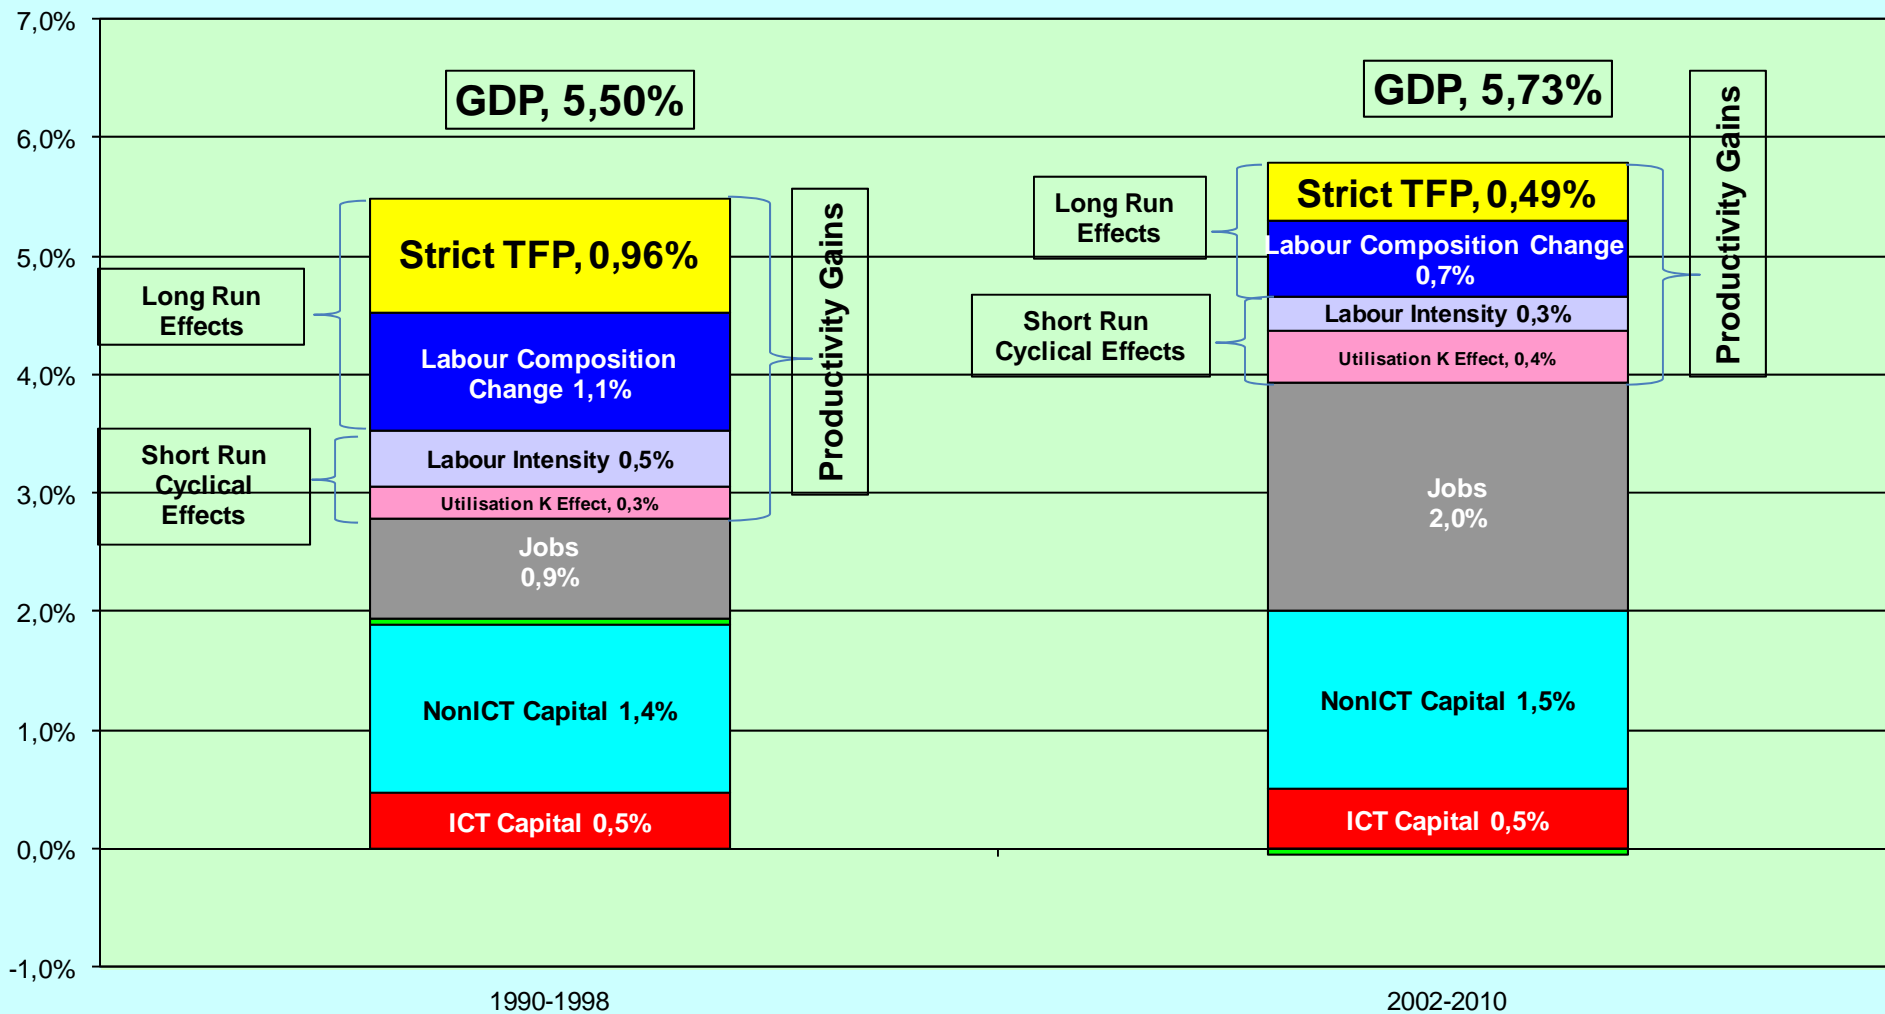 7,0%
6,0%
5,0%
4,0%
3,0%
2,0%
1,0%
0,0%
-1,0%
GDP, 5,50%
Long Run
Effects
Short Run
Cyclical
Effects
Strict TFP, 0,96%
Labour Composition
Change 1,1%
Labour Intensity 0,5%
Utilisation K Effect, 0,3%
Jobs
0,9%
NonICT Capital 1,4%
ICT Capital 0,5%
Productivity Gains
1990-1998
GDP, 5,73%
Long Run
Effects
Short Run
Cyclical Effects
Strict TFP, 0,49%
Labour Composition Change
0,7%
Labour Intensity 0,3%
Utilisation K Effect, 0,4%
Jobs
2,0%
NonICT Capital 1,5%
ICT Capital 0,5%
Productivity Gains
2002-2010